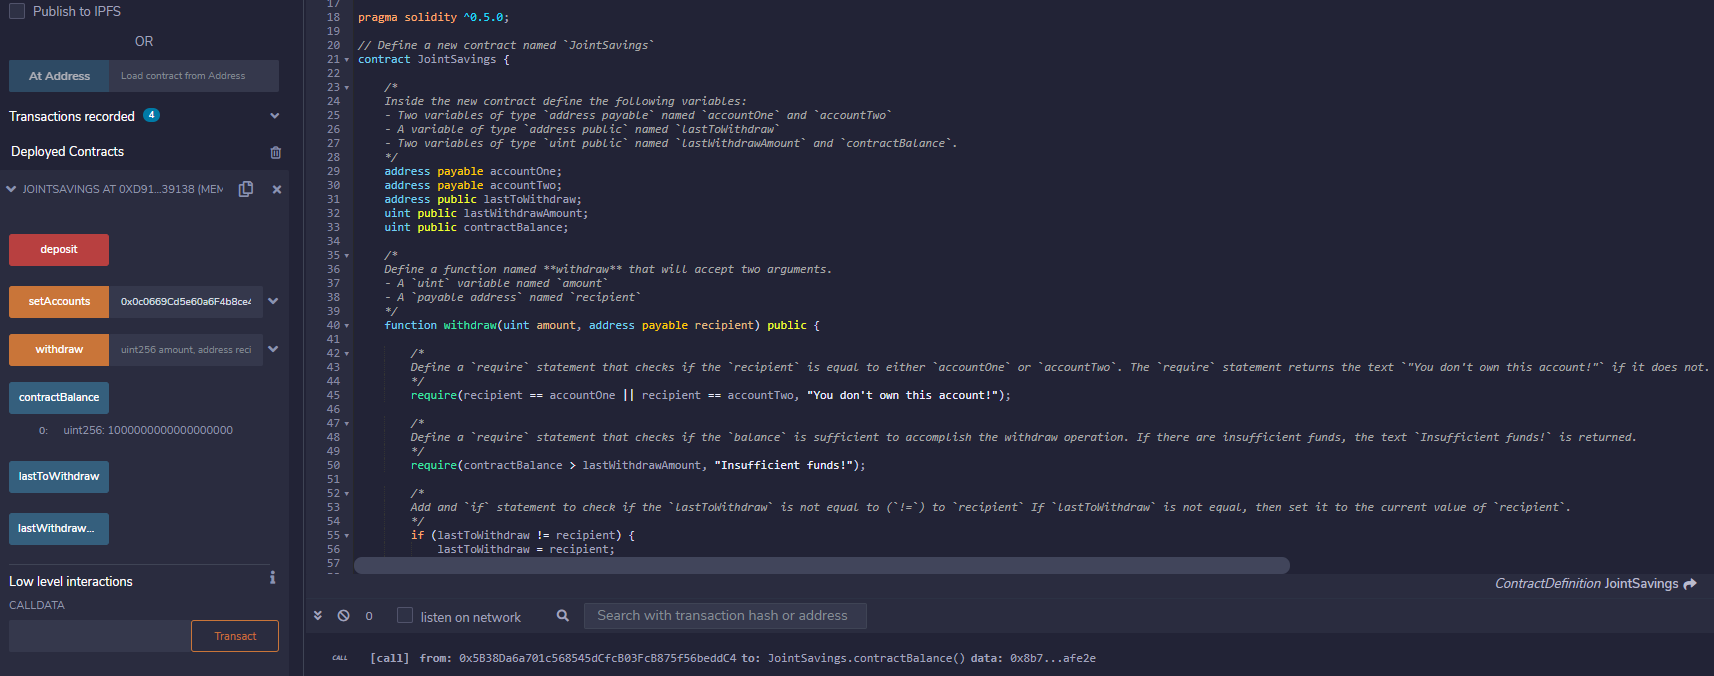 Publish to IPFS
OR
At Address Load contract from Address
Transactions recorded 4
Deployed Contracts
JOINTSAVINGS AT 0XD91...39138 (MEM
deposit
setAccounts 0x0c0669Cd5e60a6F4b8ce4
withdraw uint256 amount, address reci
contractBalance
0: uint256: 1000000000000000000
lastToWithdraw
lastWithdraw...
Low level interactions
CALLDATA
Transact
17
18 pragma solidity ^0.5.0;
19
20 // Define a new contract named `JointSavings`
21 contract JointSavings {
22
23 /*
24 Inside the new contract define the following variables:
25 - Two variables of type `address payable` named `accountOne` and `accountTwo`
26 - A variable of type `address public` named `lastToWithdraw`
27 - Two variables of type `uint public` named `lastWithdrawAmount` and `contractBalance`.
28 */
29 address payable accountOne;
30 address payable accountTwo;
31 address public lastToWithdraw;
32 uint public lastWithdrawAmount;
33 uint public contractBalance;
34
35 /*
36 Define a function named **withdraw** that will accept two arguments.
37 - A `uint` variable named `amount`
38 - A `payable address` named `recipient`
39 */
40 function withdraw(uint amount, address payable recipient) public {
41
42 /*
43 Define a `require` statement that checks if the `recipient` is equal to either `accountOne` or `accountTwo`. The `require` statement returns the text `"You don't own this account!"` if it does not.
44 */
45 require(recipient == accountOne || recipient == accountTwo, "You don't own this account!");
46
47 /*
48 Define a `require` statement that checks if the `balance` is sufficient to accomplish the withdraw operation. If there are insufficient funds, the text `Insufficient funds!` is returned.
49 */
50 require(contractBalance > lastWithdrawAmount, "Insufficient funds!");
51
52 /*
53 Add and `if` statement to check if the `lastToWithdraw` is not equal to (`!=`) to `recipient` If `lastToWithdraw` is not equal, then set it to the current value of `recipient`.
54 */
55 if (lastToWithdraw != recipient) {
56 lastToWithdraw = recipient;
57
ContractDefinition JointSavings
0 listen on network Search with transaction hash or address
CALL [call] from: 0x5B38Da6a701c568545dCfcB03FcB875f56beddC4 to: JointSavings.contractBalance() data: 0x8b7...afe2e